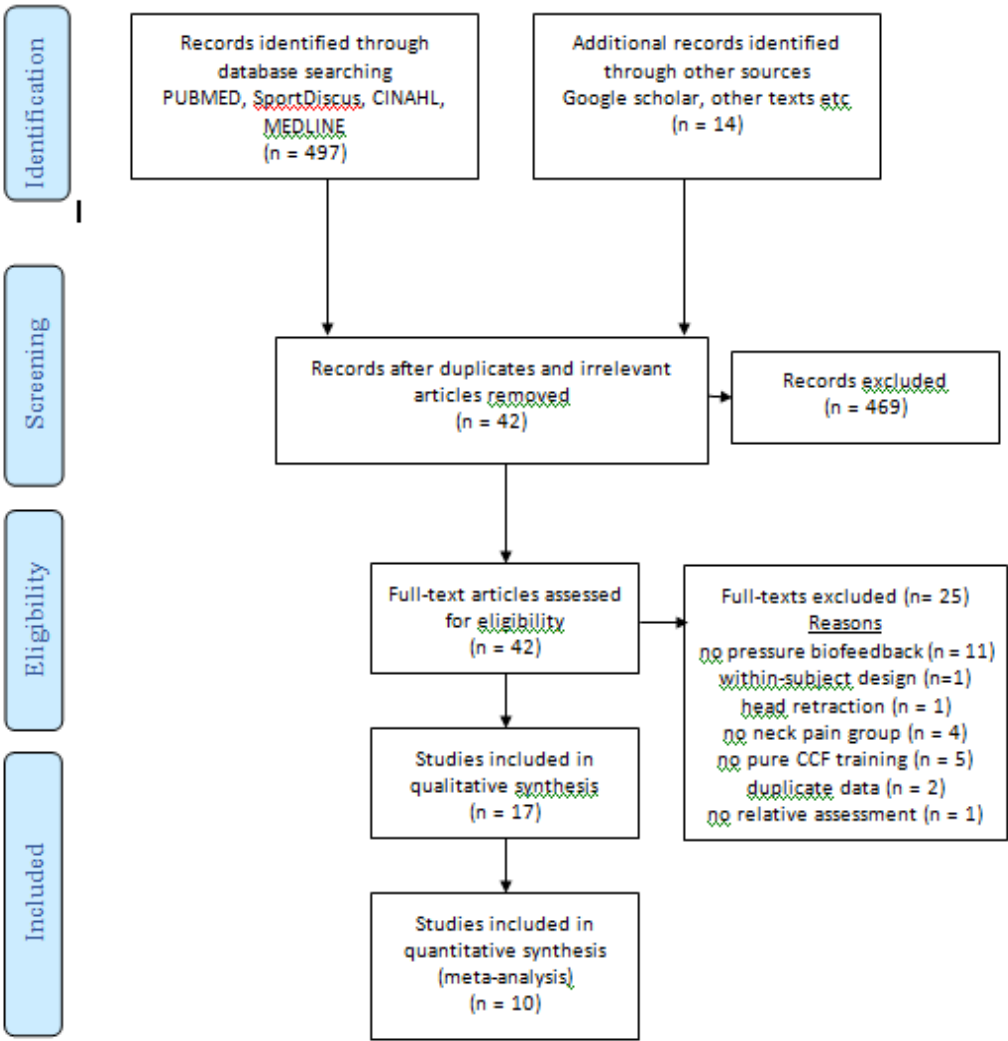 Identification
Records identified through
database searching
PUBMED, SportDiscus, CINAHL,
MEDLINE
(n = 497)
Additional records identified
through other sources
Google scholar, other texts etc
(n = 14)
Screening
Records after duplicates and irrelevant
articles removed
(n = 42)
Records excluded
(n = 469)
Eligibility
Full-text articles assessed
for eligibility
(n = 42)
Full-texts excluded (n= 25)
Reasons
no pressure biofeedback (n = 11)
within-subject design (n=1)
head retraction (n = 1)
no neck pain group (n = 4)
no pure CCF training (n = 5)
duplicate data (n = 2)
no relative assessment (n = 1)
Included
Studies included in
qualitative synthesis
(n = 17)
Studies included in
quantitative synthesis
(meta-analysis)
(n = 10)